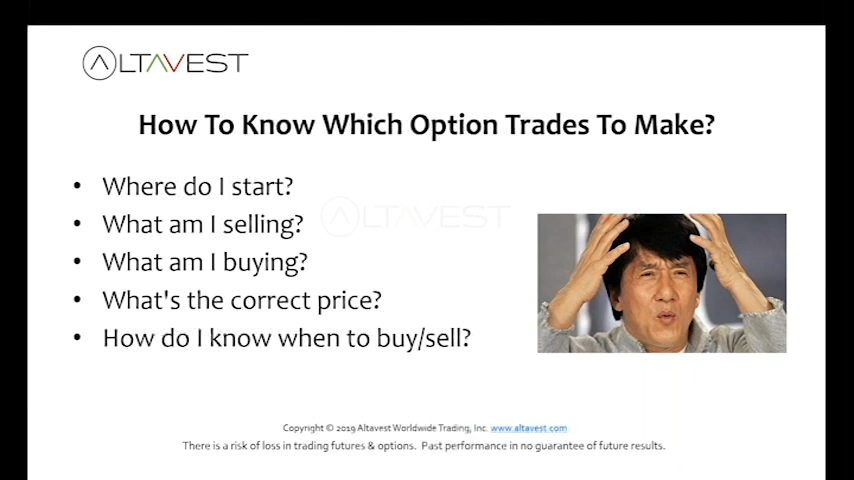 ALTAVEST
How To Know Which Option Trades To Make?
• Where do I start?
• What am I selling?
ALTAVEST
• What am I buying?
• What's the correct price?
• How do I know when to buy/sell?
Copyright © 2019 Altavest Worldwide Trading, Inc. www.altavest.com
There is a risk of loss in trading futures & options. Past performance in no guarantee of future results.